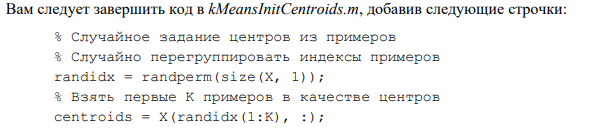 Вам следует завершить код в kMeansInitCentroids.m, добавив следующие строчки:
% Случайное задание центров из примеров
% Случайно перегруппировать индексы примеров
randidx = randperm(size(X, 1));
% Взять первые K примеров в качестве центров
centroids = X(randidx(1:K), :);